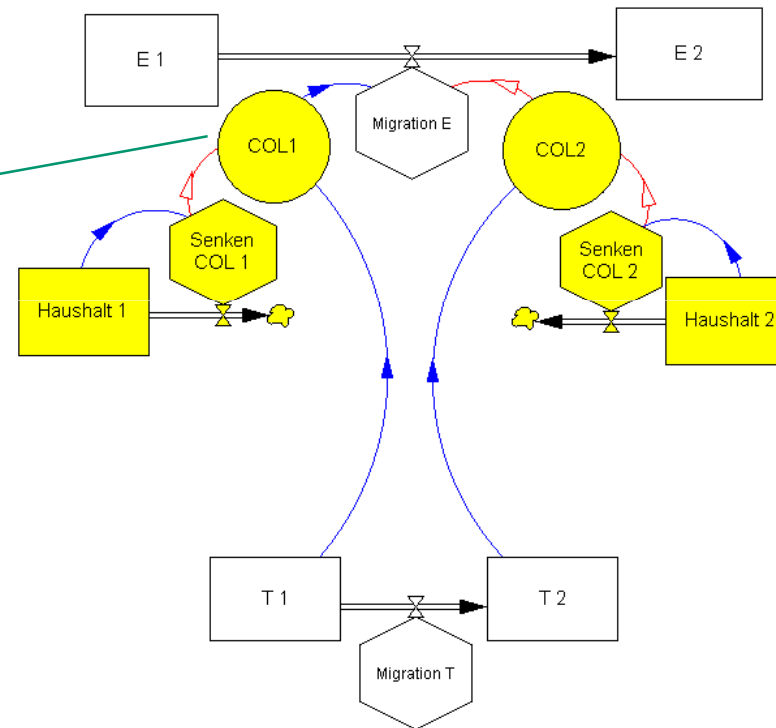 E 1
E 2
Migration E
COL1
COL2
Senken
COL 1
Senken
COL 2
Haushalt 1
Haushalt 2
T 1
T 2
Migration T